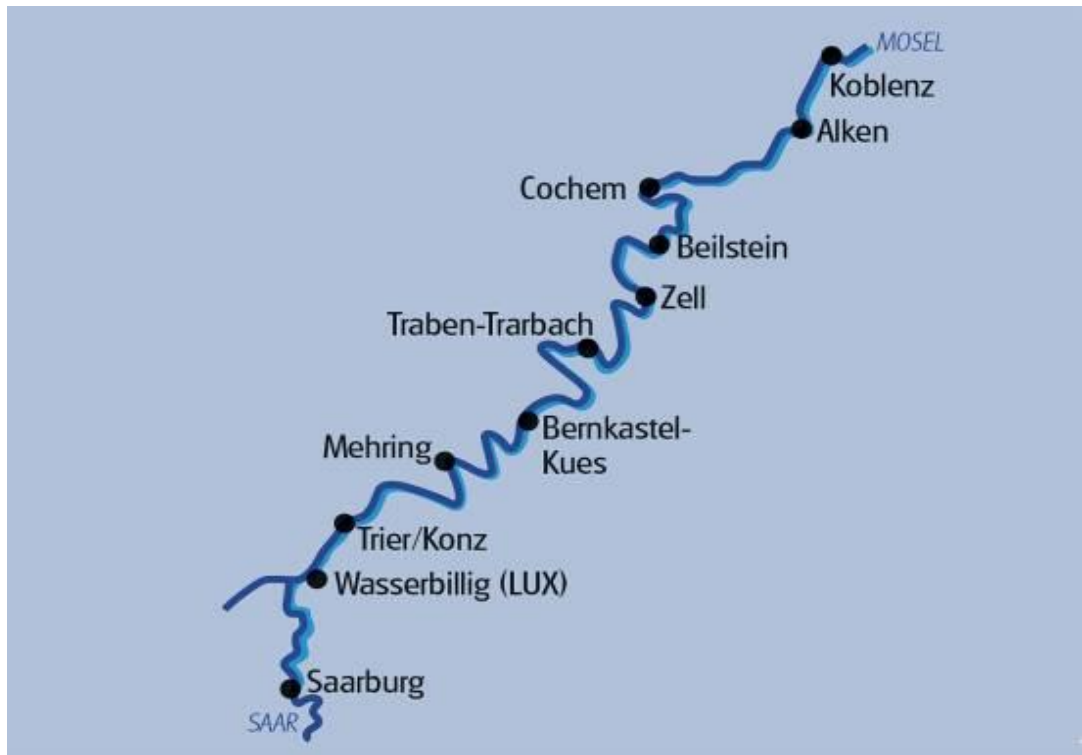 MOSEL
Koblenz
Alken
Cochem
Beilstein
Zell
Traben-Trarbach
Bernkastel-
Kues
Mehring
Trier/Konz
Wasserbillig (LUX)
Saarburg
SAAR